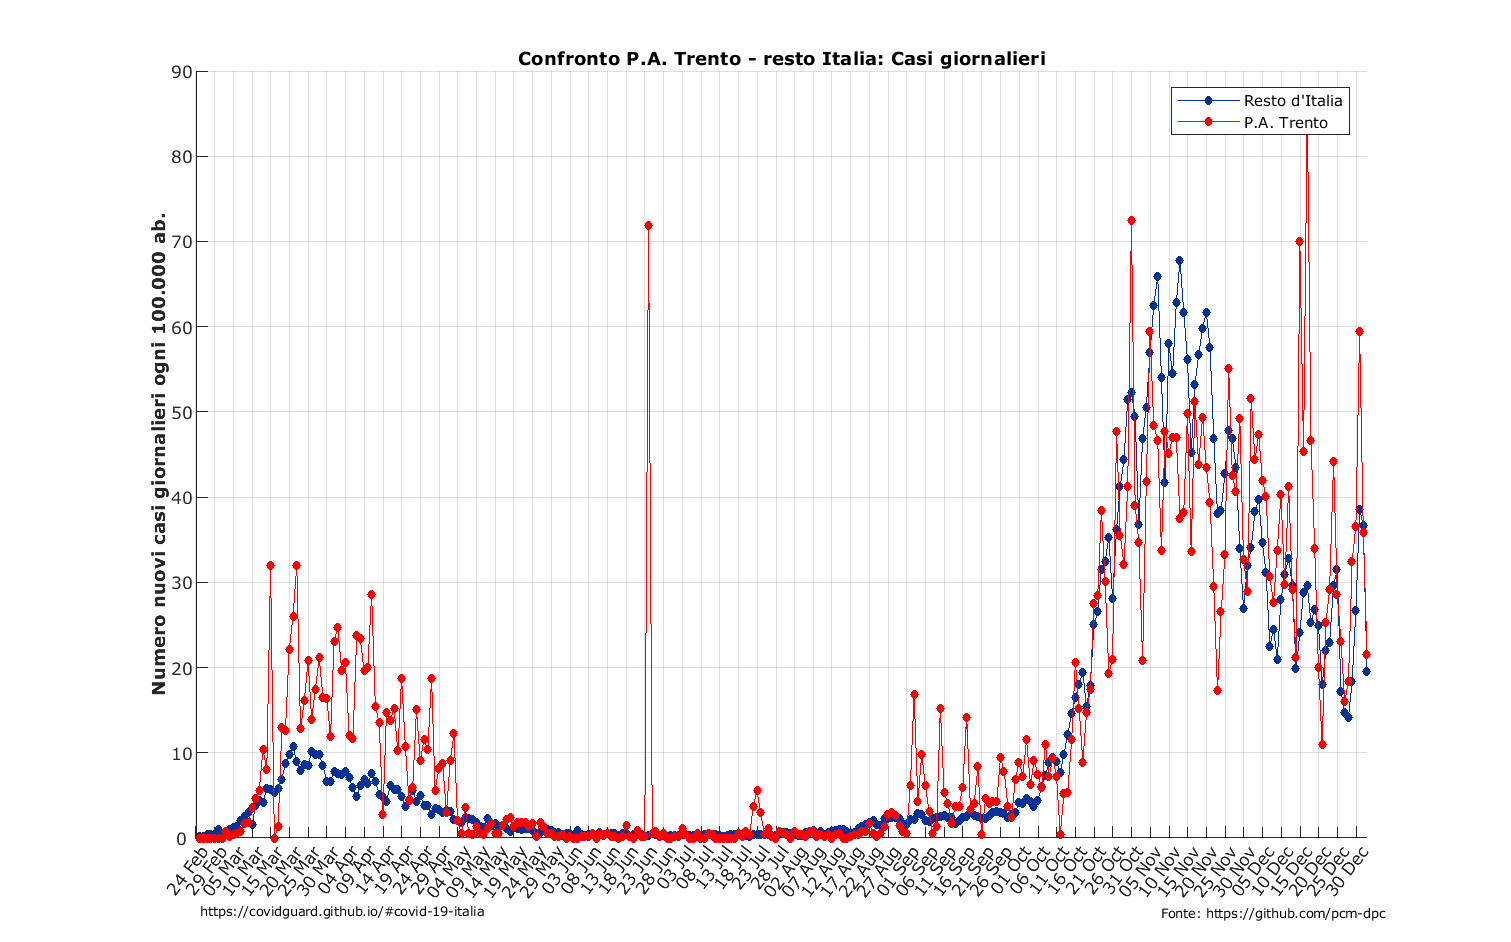 Confronto P.A. Trento - resto Italia: Casi giornalieri
Numero nuovi casi giornalieri ogni 100.000 ab.
90
80
70
60
50
40
30
20
10
0
Resto d'Italia
P.A. Trento
24 Feb
29 Feb
05 Mar
10 Mar
15 Mar
20 Mar
25 Mar
30 Mar
04 Apr
09 Apr
14 Apr
19 Apr
24 Apr
29 Apr
04 May
09 May
14 May
19 May
24 May
29 May
03 Jun
08 Jun
13 Jun
18 Jun
23 Jun
28 Jun
03 Jul
08 Jul
13 Jul
18 Jul
23 Jul
28 Jul
02 Aug
07 Aug
12 Aug
17 Aug
22 Aug
27 Aug
01 Sep
06 Sep
11 Sep
16 Sep
21 Sep
26 Sep
01 Oct
06 Oct
11 Oct
16 Oct
21 Oct
26 Oct
31 Oct
05 Nov
10 Nov
15 Nov
20 Nov
25 Nov
30 Nov
05 Dec
10 Dec
15 Dec
20 Dec
25 Dec
30 Dec
https://covidguard.github.io/#covid-19-italia
Fonte: https://github.com/pcm-dpc